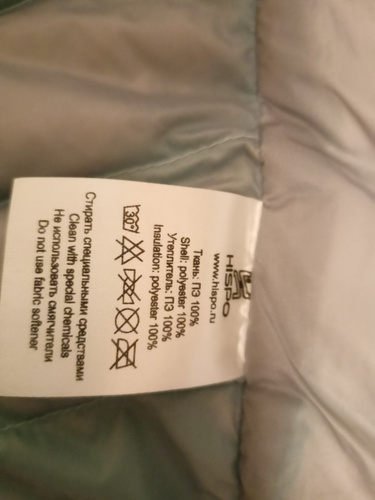 HISPO
www.hispo.ru
Ткань: ПЭ 100%
Shell: polyester 100%
Утеплитель: ПЭ 100%
Insulation: polyester 100%
30°
Стирать специальными средствами
Clean with special chemicals
Не использовать смягчители
Do not use fabric softener